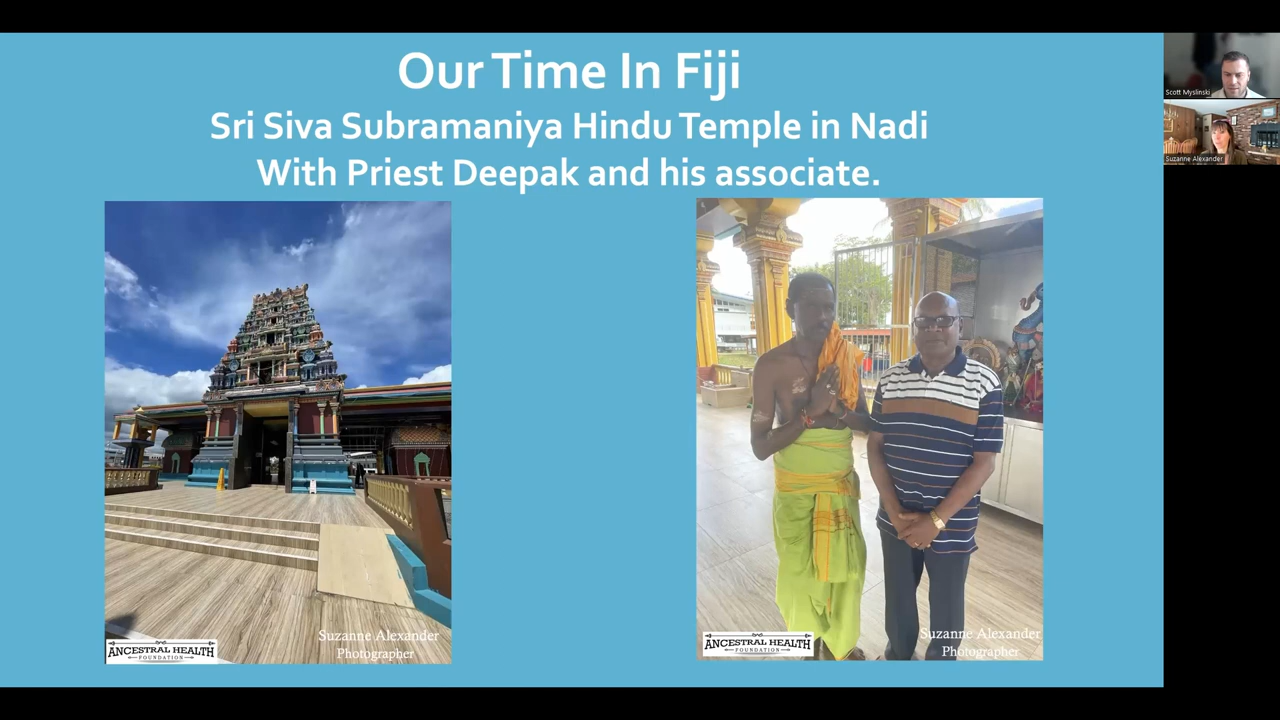 Our Time In Fiji
Sri Siva Subramaniya Hindu Temple in Nadi
With Priest Deepak and his associate.
Scott Myslinski
Suzanne Alexander
Suzanne Alexander
Photographer
ANCESTRAL HEALTH
FOUNDATION
Suzanne Alexander
Photographer
ANCESTRAL HEALTH
FOUNDATION